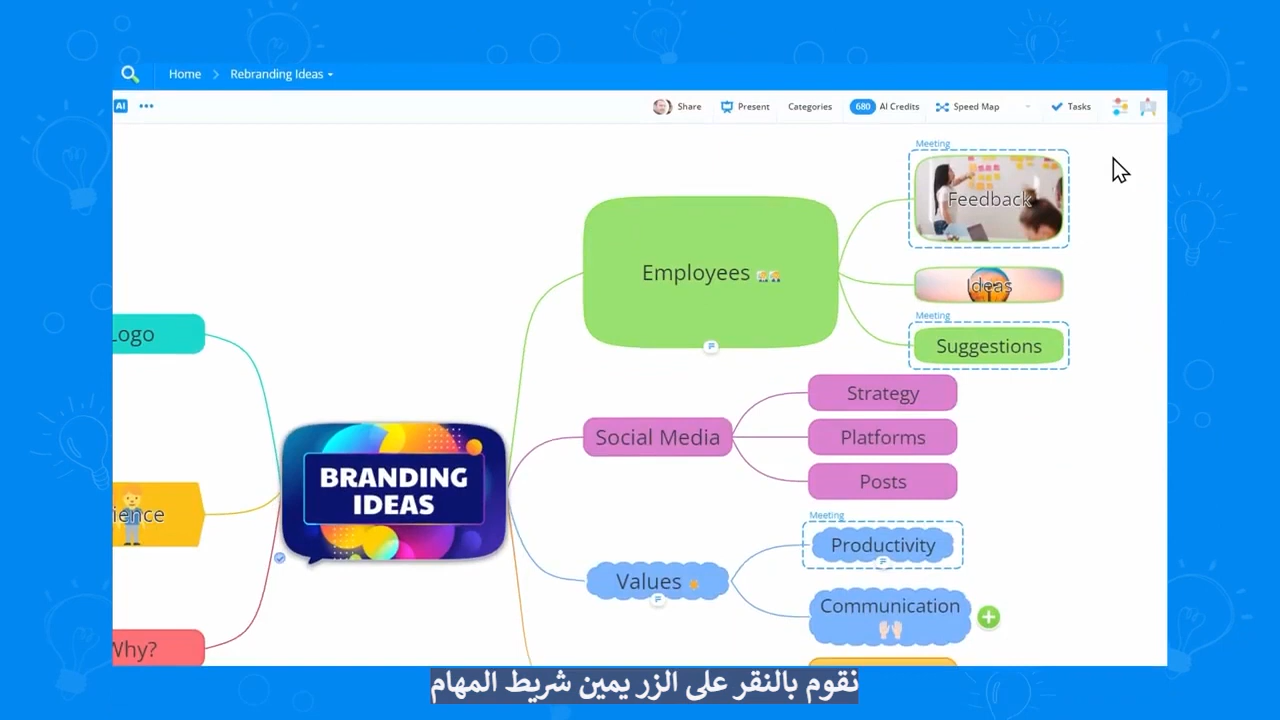 Home
Rebranding Ideas
AI
Share
Present
Categories
680
AI Credits
Speed Map
Tasks
Meeting
Feedback
Employees
Ideas
Meeting
Suggestions
Logo
Strategy
Social Media
Platforms
Posts
BRANDING
IDEAS
ience
Meeting
Productivity
Values
Communication
Why?
نقوم بالنقر على الزر يمين شريط المهام